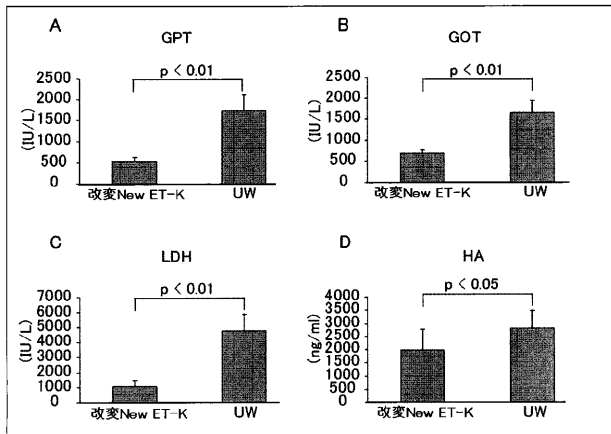 A
GPT
p < 0.01
2500
2000
1500
1000
500
0
(IU/L)
改変New ET-K
UW
B
GOT
p < 0.01
2500
2000
1500
1000
500
0
(IU/L)
改変New ET-K
UW
C
LDH
p < 0.01
7000
6000
5000
4000
3000
2000
1000
0
(IU/L)
改変New ET-K
UW
D
HA
p < 0.05
4000
3500
3000
2500
2000
1500
1000
500
0
(ng/ml)
改変New ET-K
UW